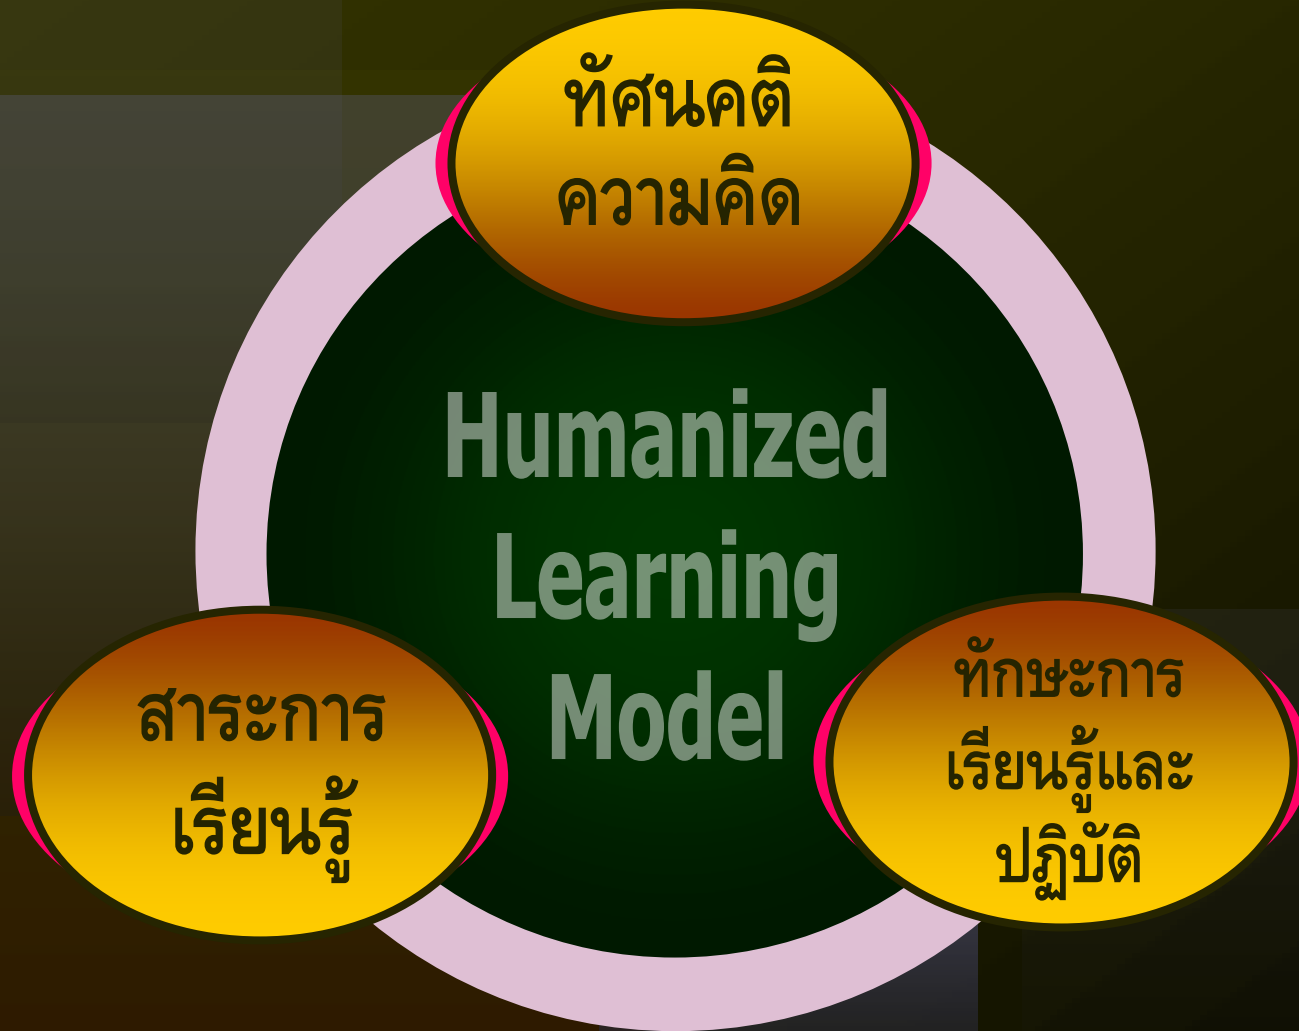 ทัศนคติ
ความคิด
Humanized
Learning
Model
สาระการ
เรียนรู้
ทักษะการ
เรียนรู้และ
ปฏิบัติ